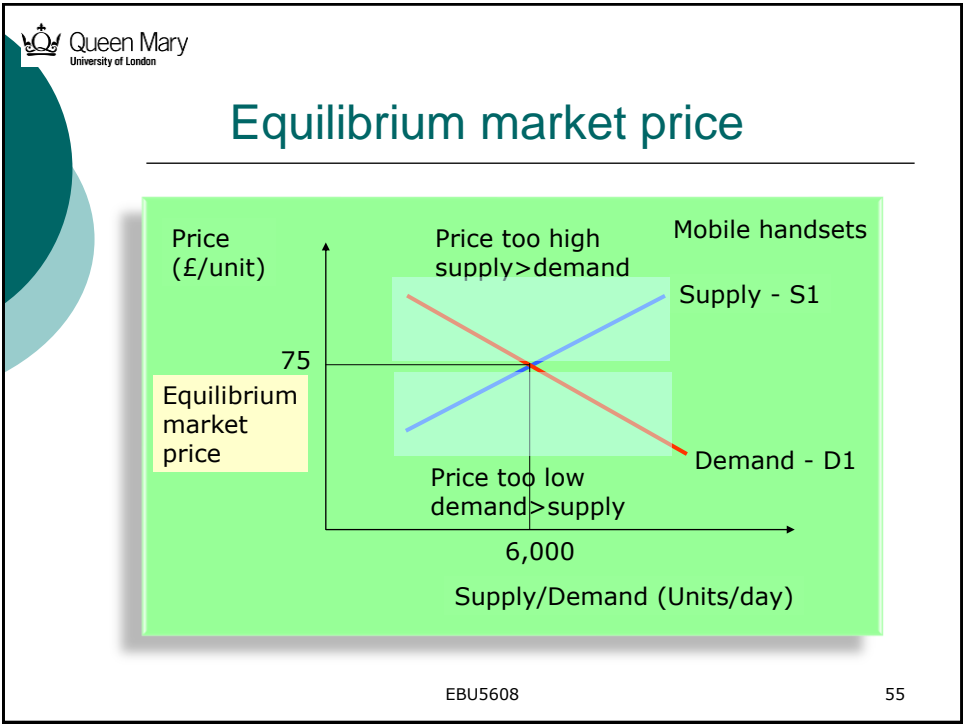 Queen Mary
University of London
Equilibrium market price
Price
(£/unit)
Price too high
supply>demand
Mobile handsets
Supply - S1
75
Equilibrium
market
price
Demand - D1
Price too low
demand>supply
6,000
Supply/Demand (Units/day)
EBU5608
55